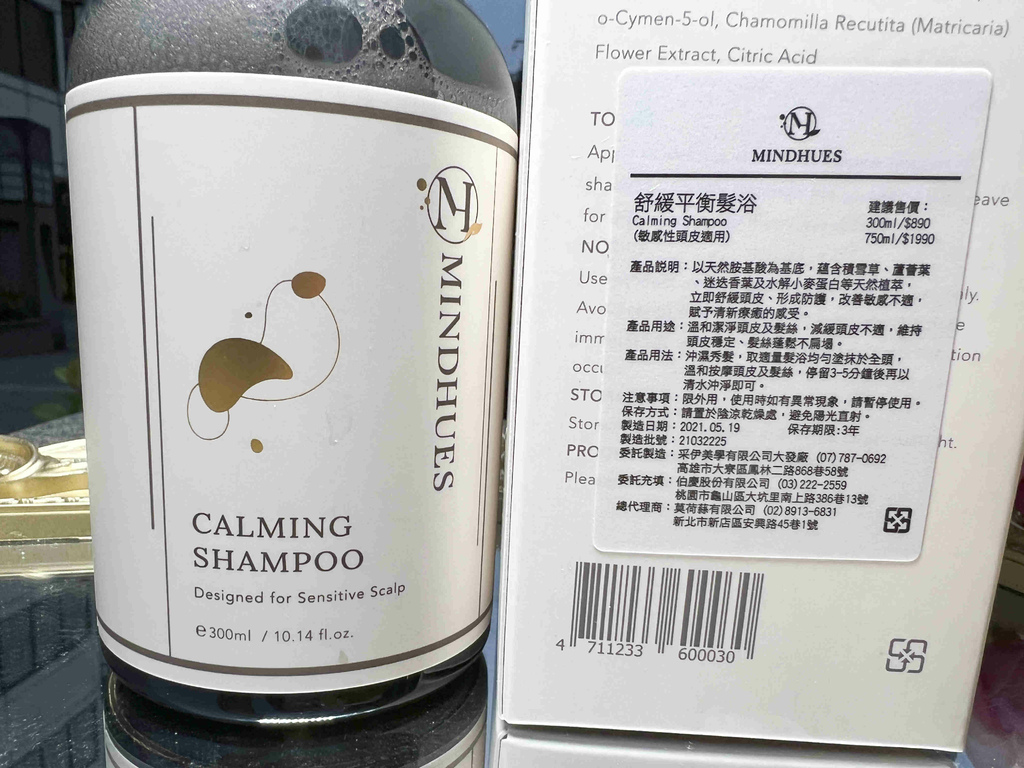 MINDHUES
CALMING
SHAMPOO
Designed for Sensitive Scalp
e300ml / 10.14 fl.oz.
o-Cymen-5-ol, Chamomilla Recutita (Matricaria)
Flower Extract, Citric Acid
MINDHUES
舒緩平衡髮浴
Calming Shampoo
(敏感性頭皮適用)
建議售價：
300ml/$890
750ml/$1990
產品説明：以天然胺基酸為基底，蘊含積雪草、蘆薈葉
、迷迭香葉及水解小麥蛋白等天然植萃，
立即舒緩頭皮、形成防護，改善敏感不適，
賦予清新療癒的感受。
產品用途：溫和潔淨頭皮及髮絲，減緩頭皮不適，維持
頭皮穩定、髮絲蓬鬆不扁塌。
產品用法：沖濕秀髮，取適量髮浴均勻塗抹於全頭，
溫和按摩頭皮及髮絲，停留3-5分鐘後再以
清水沖淨即可。
注意事項：限外用，使用時如有異常現象，請暫停使用。
保存方式：請置於陰涼乾燥處，避免陽光直射。
製造日期：2021.05.19 保存期限:3年
製造批號：21032225
委託製造：采伊美學有限公司大發廠 (07)787-0692
高雄市大寮區鳳林二路868巷58號
委託充填：伯慶股份有限公司 (03)222-2559
桃園市龜山區大坑里南上路386巷13號
總代理商：莫荷蕬有限公司 (02)8913-6831
新北市新店區安興路45巷1號
Use
for
4 711233 600030